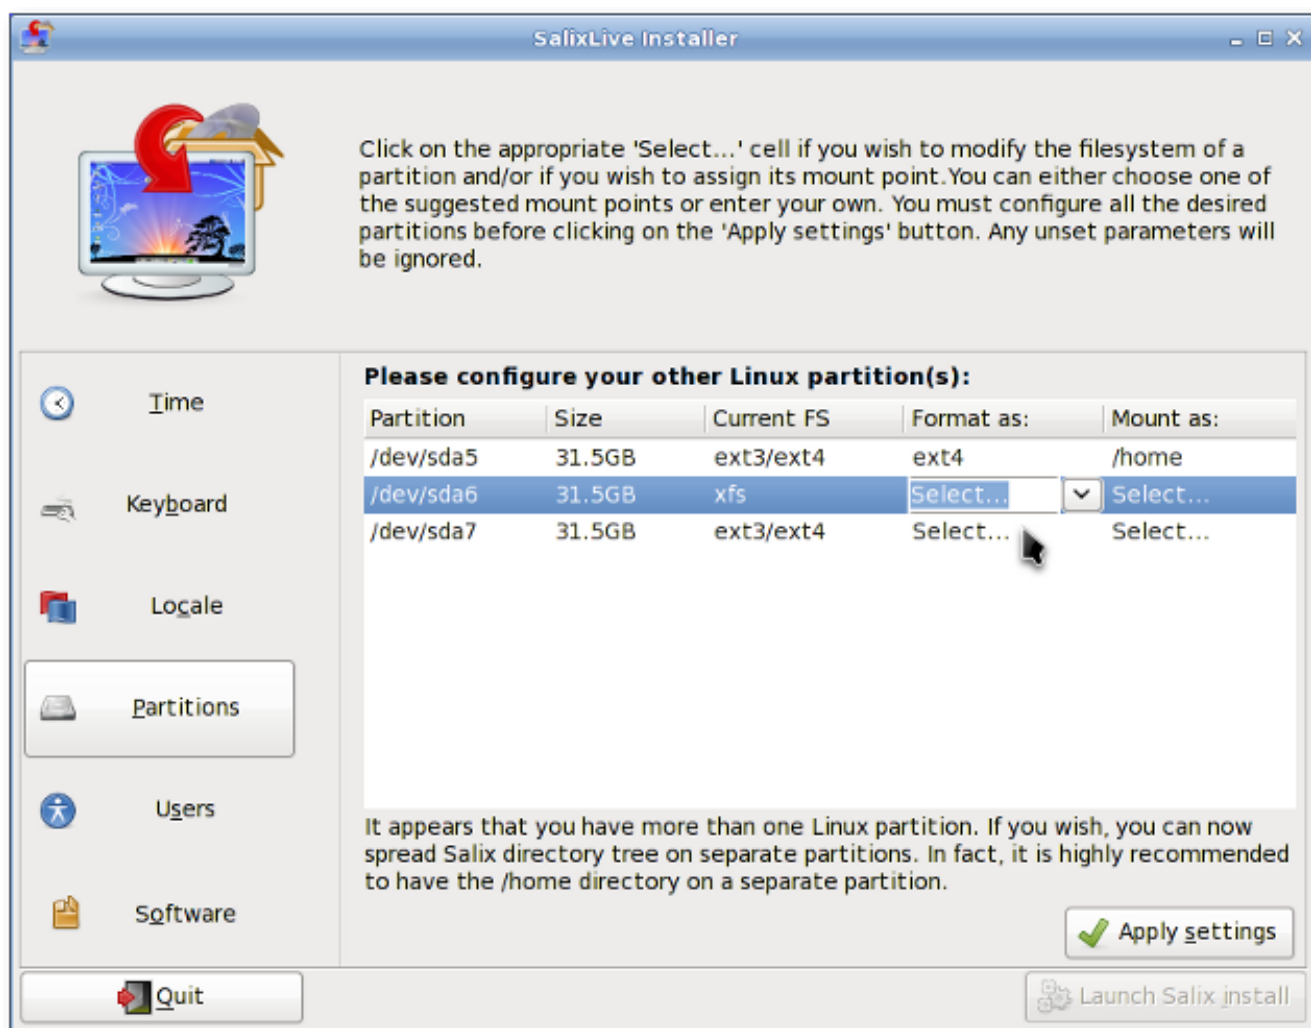 SalixLive Installer
Click on the appropriate 'Select...' cell if you wish to modify the filesystem of a
partition and/or if you wish to assign its mount point.You can either choose one of
the suggested mount points or enter your own. You must configure all the desired
partitions before clicking on the 'Apply settings' button. Any unset parameters will
be ignored.
Time
Keyboard
Locale
Partitions
Users
Software
Please configure your other Linux partition(s):
Partition Size Current FS Format as: Mount as:
/dev/sda5 31.5GB ext3/ext4 ext4 /home
/dev/sda6 31.5GB xfs Select... Select...
/dev/sda7 31.5GB ext3/ext4 Select... Select...
It appears that you have more than one Linux partition. If you wish, you can now
spread Salix directory tree on separate partitions. In fact, it is highly recommended
to have the /home directory on a separate partition.
Apply settings
Quit
Launch Salix install